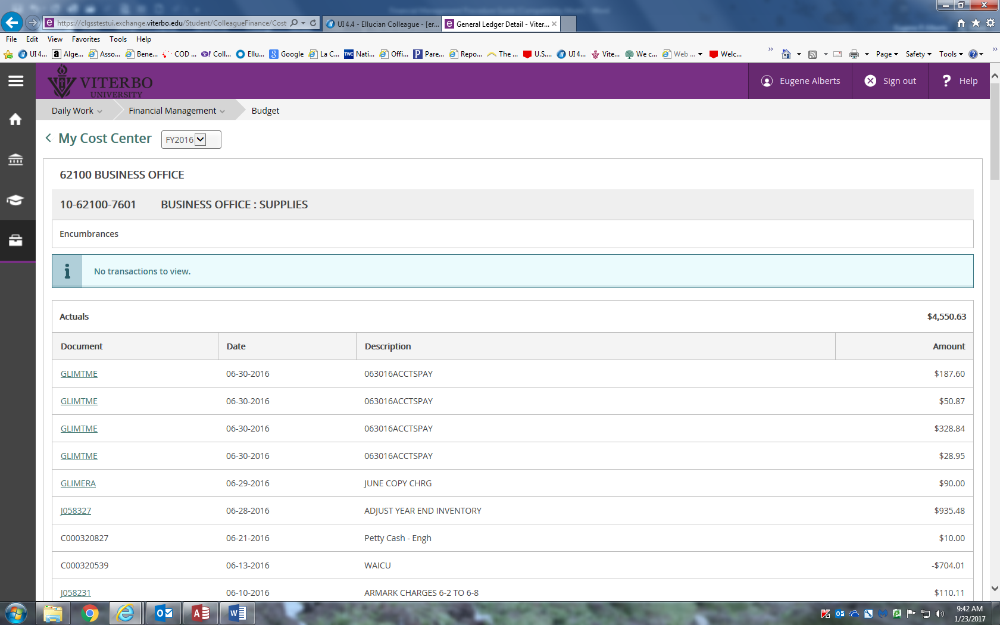 https://clgsstestui.exchange.viterbo.edu/Student/ColleagueFinance/Cost
UI 4.4 - Ellucian Colleague - [er...
General Ledger Detail - Viter...
File Edit View Favorites Tools Help
UI 4... Alge... Asso... Bene... COD ... Coll... Ellu... Google La C... Nati... Offi... Pare... Repo... The ... U.S.... UI 4... Vite... We c... Web ... Welc... Page Safety Tools
VITERBO
UNIVERSITY
Eugene Alberts Sign out Help
Daily Work Financial Management Budget
My Cost Center FY2016
62100 BUSINESS OFFICE
10-62100-7601 BUSINESS OFFICE : SUPPLIES
Encumbrances
No transactions to view.
Actuals $4,550.63
Document Date Description Amount
GLIMTME 06-30-2016 063016ACCTSPAY $187.60
GLIMTME 06-30-2016 063016ACCTSPAY $50.87
GLIMTME 06-30-2016 063016ACCTSPAY $328.84
GLIMTME 06-30-2016 063016ACCTSPAY $28.95
GLIMERA 06-29-2016 JUNE COPY CHRG $90.00
J058327 06-28-2016 ADJUST YEAR END INVENTORY $935.48
C000320827 06-21-2016 Petty Cash - Engh $10.00
C000320539 06-13-2016 WAICU -$704.01
J058231 06-10-2016 ARMARK CHARGES 6-2 TO 6-8 $110.11
9:42 AM
1/23/2017